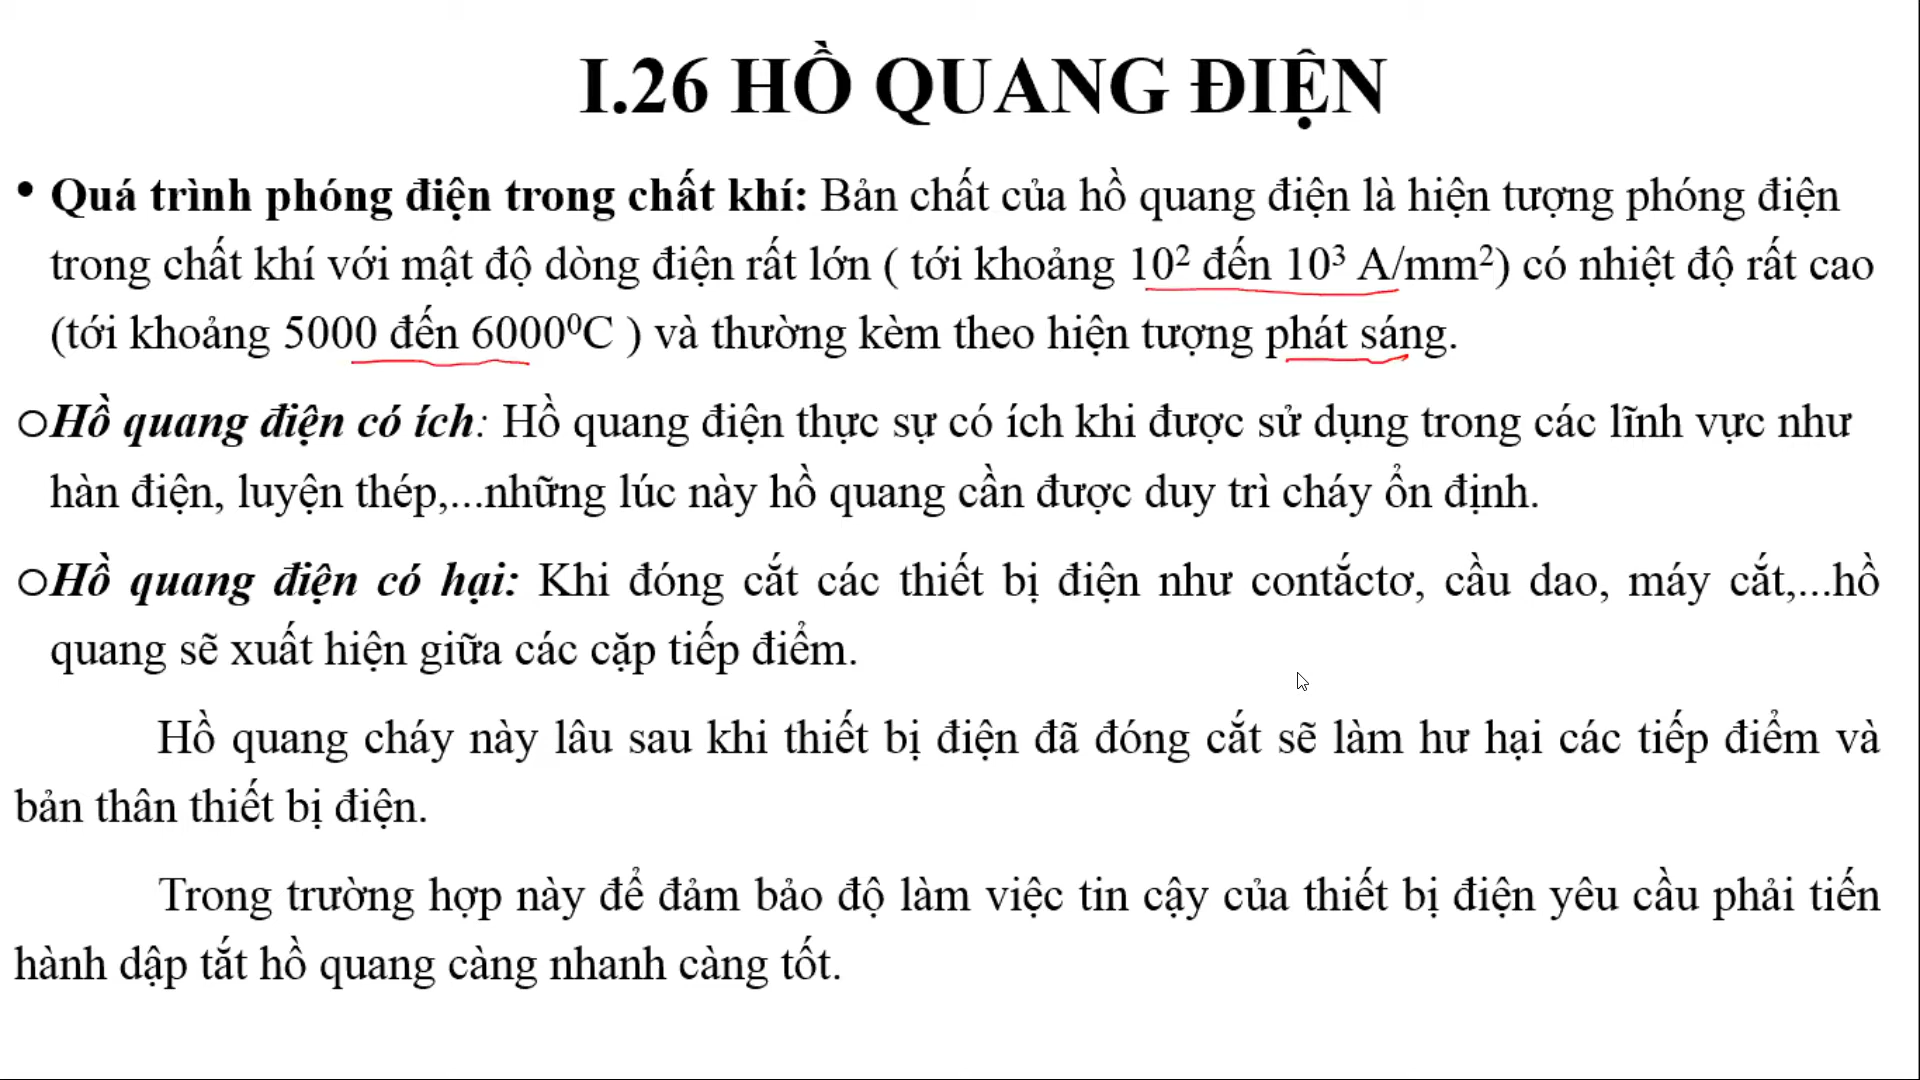 I.26 HỒ QUANG ĐIỆN
• Quá trình phóng điện trong chất khí: Bản chất của hồ quang điện là hiện tượng phóng điện
trong chất khí với mật độ dòng điện rất lớn ( tới khoảng 10² đến 10³ A/mm²) có nhiệt độ rất cao
(tới khoảng 5000 đến 6000⁰C ) và thường kèm theo hiện tượng phát sáng.
o Hồ quang điện có ích: Hồ quang điện thực sự có ích khi được sử dụng trong các lĩnh vực như
hàn điện, luyện thép,...những lúc này hồ quang cần được duy trì cháy ổn định.
o Hồ quang điện có hại: Khi đóng cắt các thiết bị điện như contắctơ, cầu dao, máy cắt,...hồ
quang sẽ xuất hiện giữa các cặp tiếp điểm.
Hồ quang cháy này lâu sau khi thiết bị điện đã đóng cắt sẽ làm hư hại các tiếp điểm và
bản thân thiết bị điện.
Trong trường hợp này để đảm bảo độ làm việc tin cậy của thiết bị điện yêu cầu phải tiến
hành dập tắt hồ quang càng nhanh càng tốt.